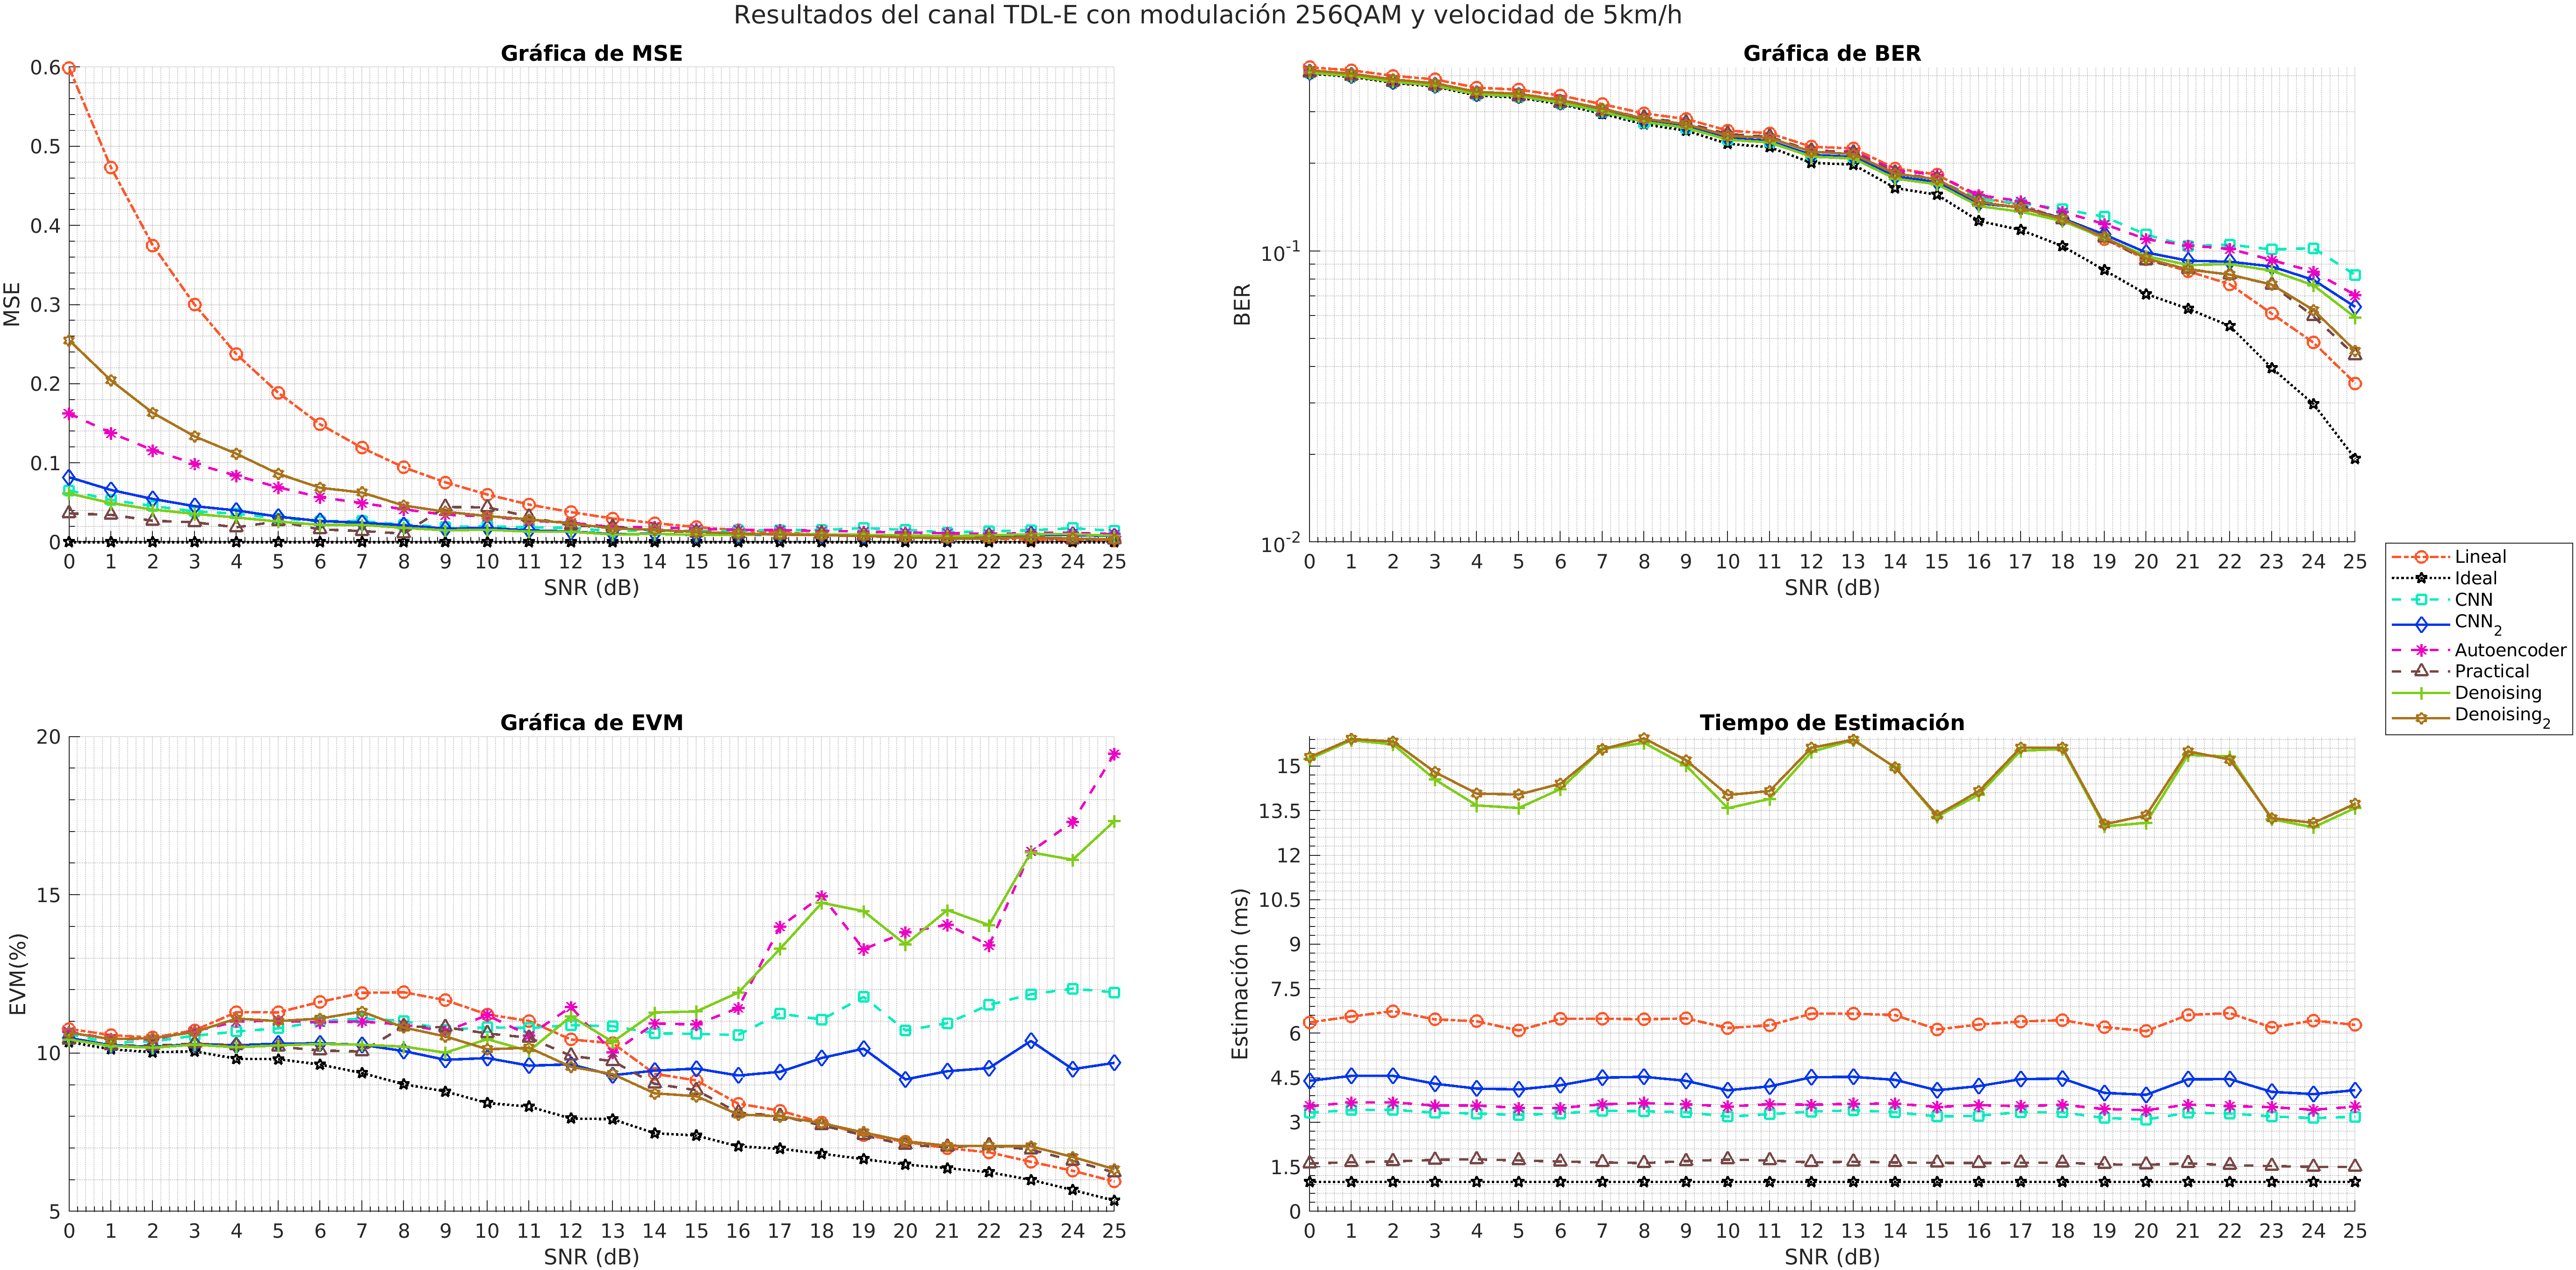 Resultados del canal TDL-E con modulación 256QAM y velocidad de 5km/h
Gráfica de MSE
0.6
0.5
0.4
0.3
0.2
0.1
0
MSE
0 1 2 3 4 5 6 7 8 9 10 11 12 13 14 15 16 17 18 19 20 21 22 23 24 25
SNR (dB)
Gráfica de BER
10-1
10-2
BER
0 1 2 3 4 5 6 7 8 9 10 11 12 13 14 15 16 17 18 19 20 21 22 23 24 25
SNR (dB)
Lineal
Ideal
CNN
CNN2
Autoencoder
Practical
Denoising
Denoising2
Gráfica de EVM
20
15
10
5
EVM(%)
0 1 2 3 4 5 6 7 8 9 10 11 12 13 14 15 16 17 18 19 20 21 22 23 24 25
SNR (dB)
Tiempo de Estimación
15
13.5
12
10.5
9
7.5
6
4.5
3
1.5
0
Estimación (ms)
0 1 2 3 4 5 6 7 8 9 10 11 12 13 14 15 16 17 18 19 20 21 22 23 24 25
SNR (dB)